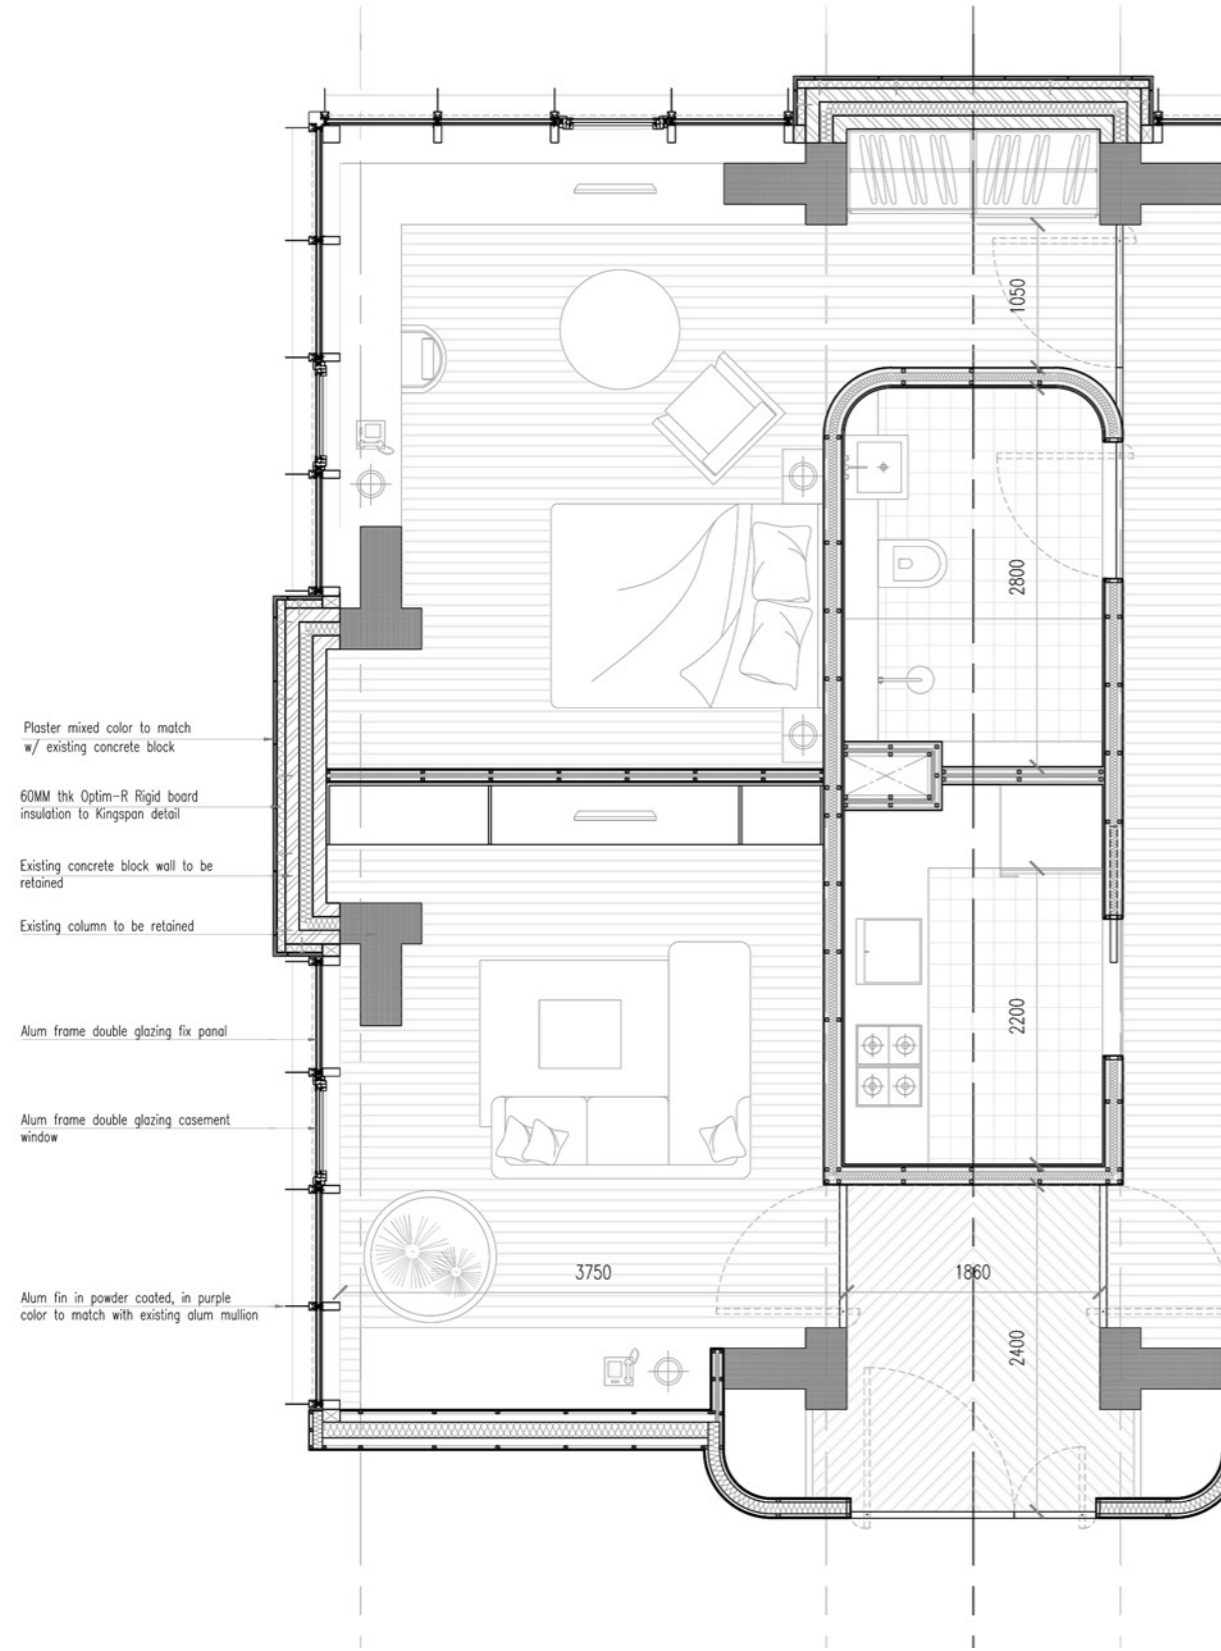 1050
2800
Plaster mixed color to match
w/ existing concrete block
60MM thk Optim-R Rigid board
insulation to Kingspan detail
Existing concrete block wall to be
retained
Existing column to be retained
2200
Alum frame double glazing fix panal
Alum frame double glazing casement
window
3750
1860
Alum fin in powder coated, in purple
color to match with existing alum mullion
2400